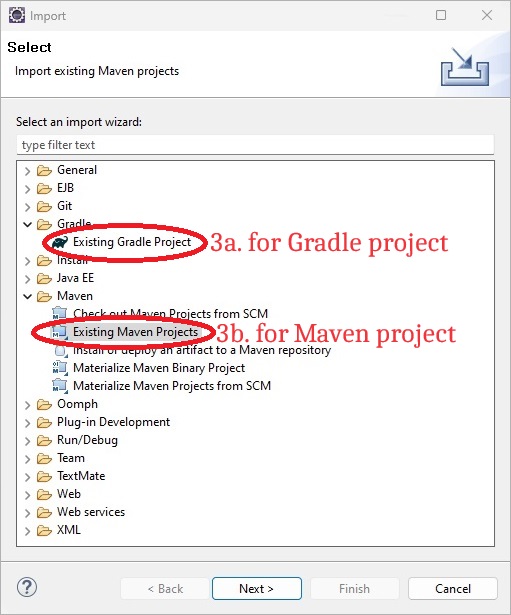 Import
Select
Import existing Maven projects
Select an import wizard:
type filter text
General
EJB
Git
Gradle
Existing Gradle Project 3a. for Gradle project
Install
Java EE
Maven
Check out Maven Projects from SCM
Existing Maven Projects 3b. for Maven project
Install or deploy an artifact to a Maven repository
Materialize Maven Binary Project
Materialize Maven Projects from SCM
Oomph
Plug-in Development
Run/Debug
Team
TextMate
Web
Web services
XML
? < Back Next > Finish Cancel